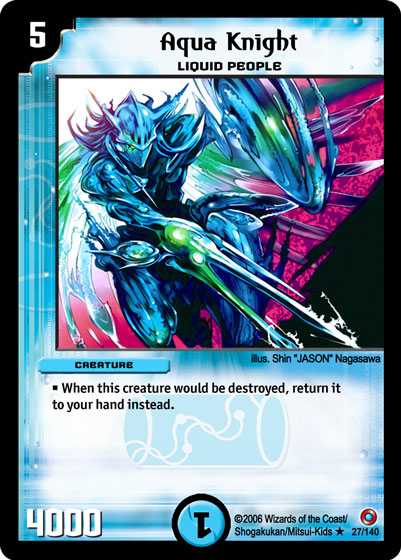 5
Aqua Knight
LIQUID PEOPLE
illus. Shin "JASON" Nagasawa
CREATURE
▪ When this creature would be destroyed, return it
to your hand instead.
4000
1
©2006 Wizards of the Coast/
Shogakukan/Mitsui-Kids ★ 27/140